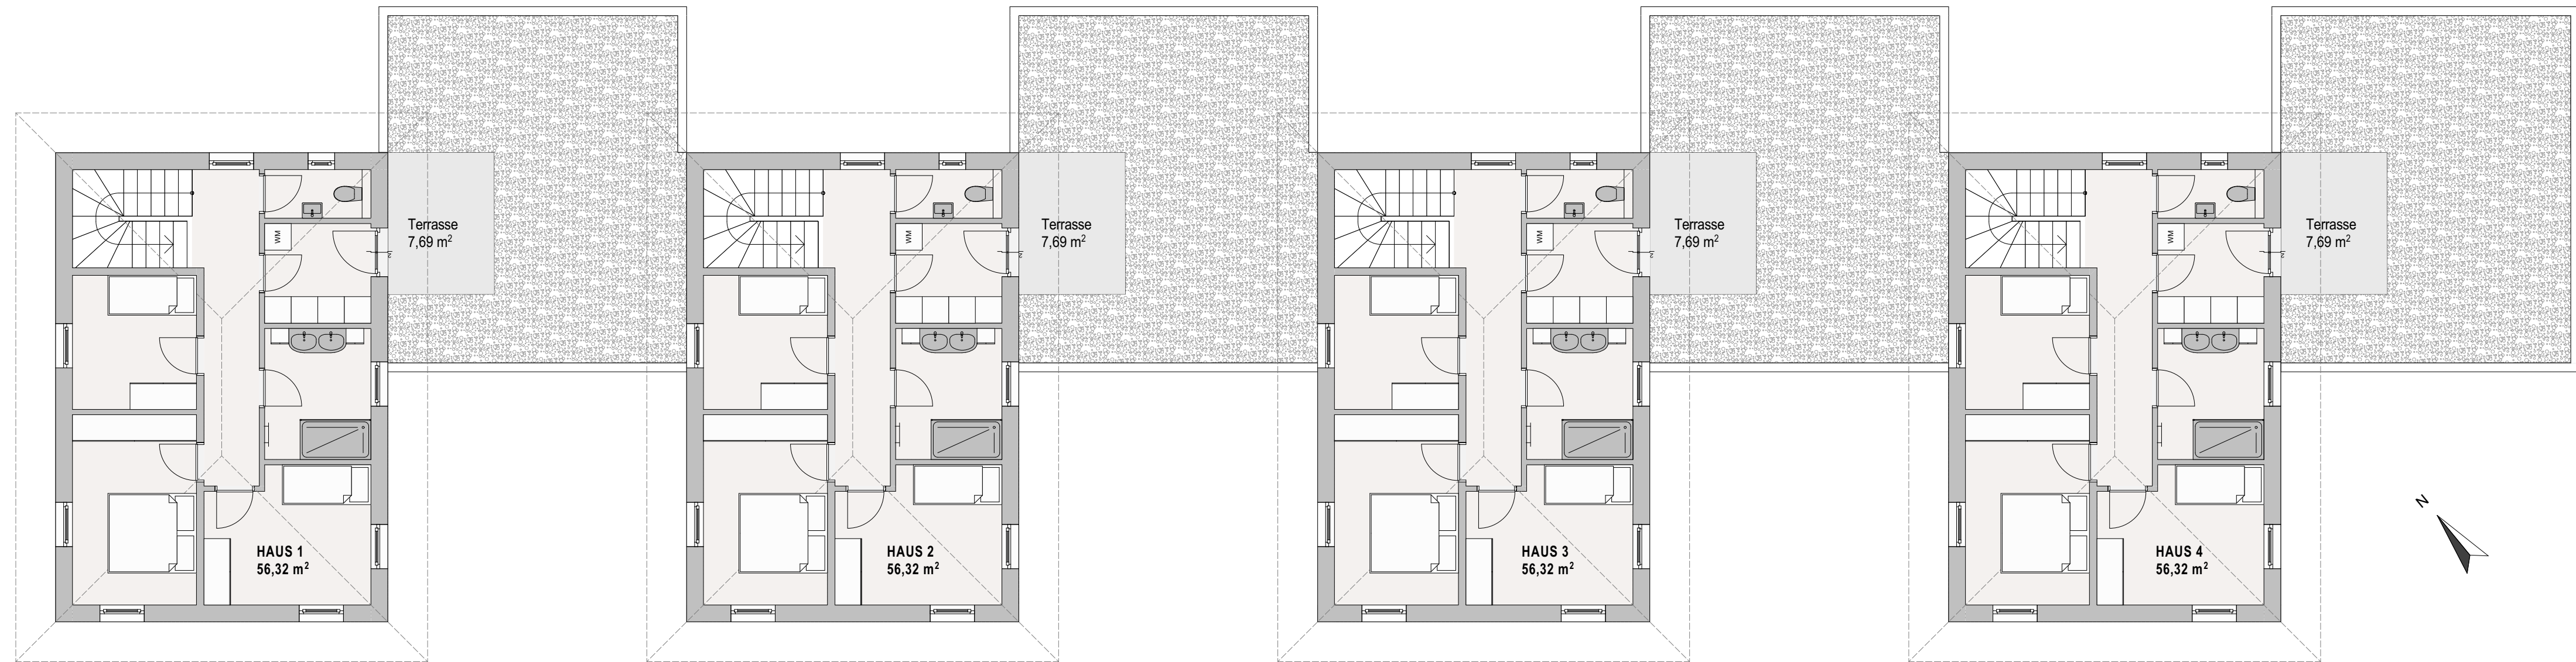 WM
Terrasse
7,69 m²
HAUS 1
56,32 m²
WM
Terrasse
7,69 m²
HAUS 2
56,32 m²
WM
Terrasse
7,69 m²
HAUS 3
56,32 m²
WM
Terrasse
7,69 m²
HAUS 4
56,32 m²
N